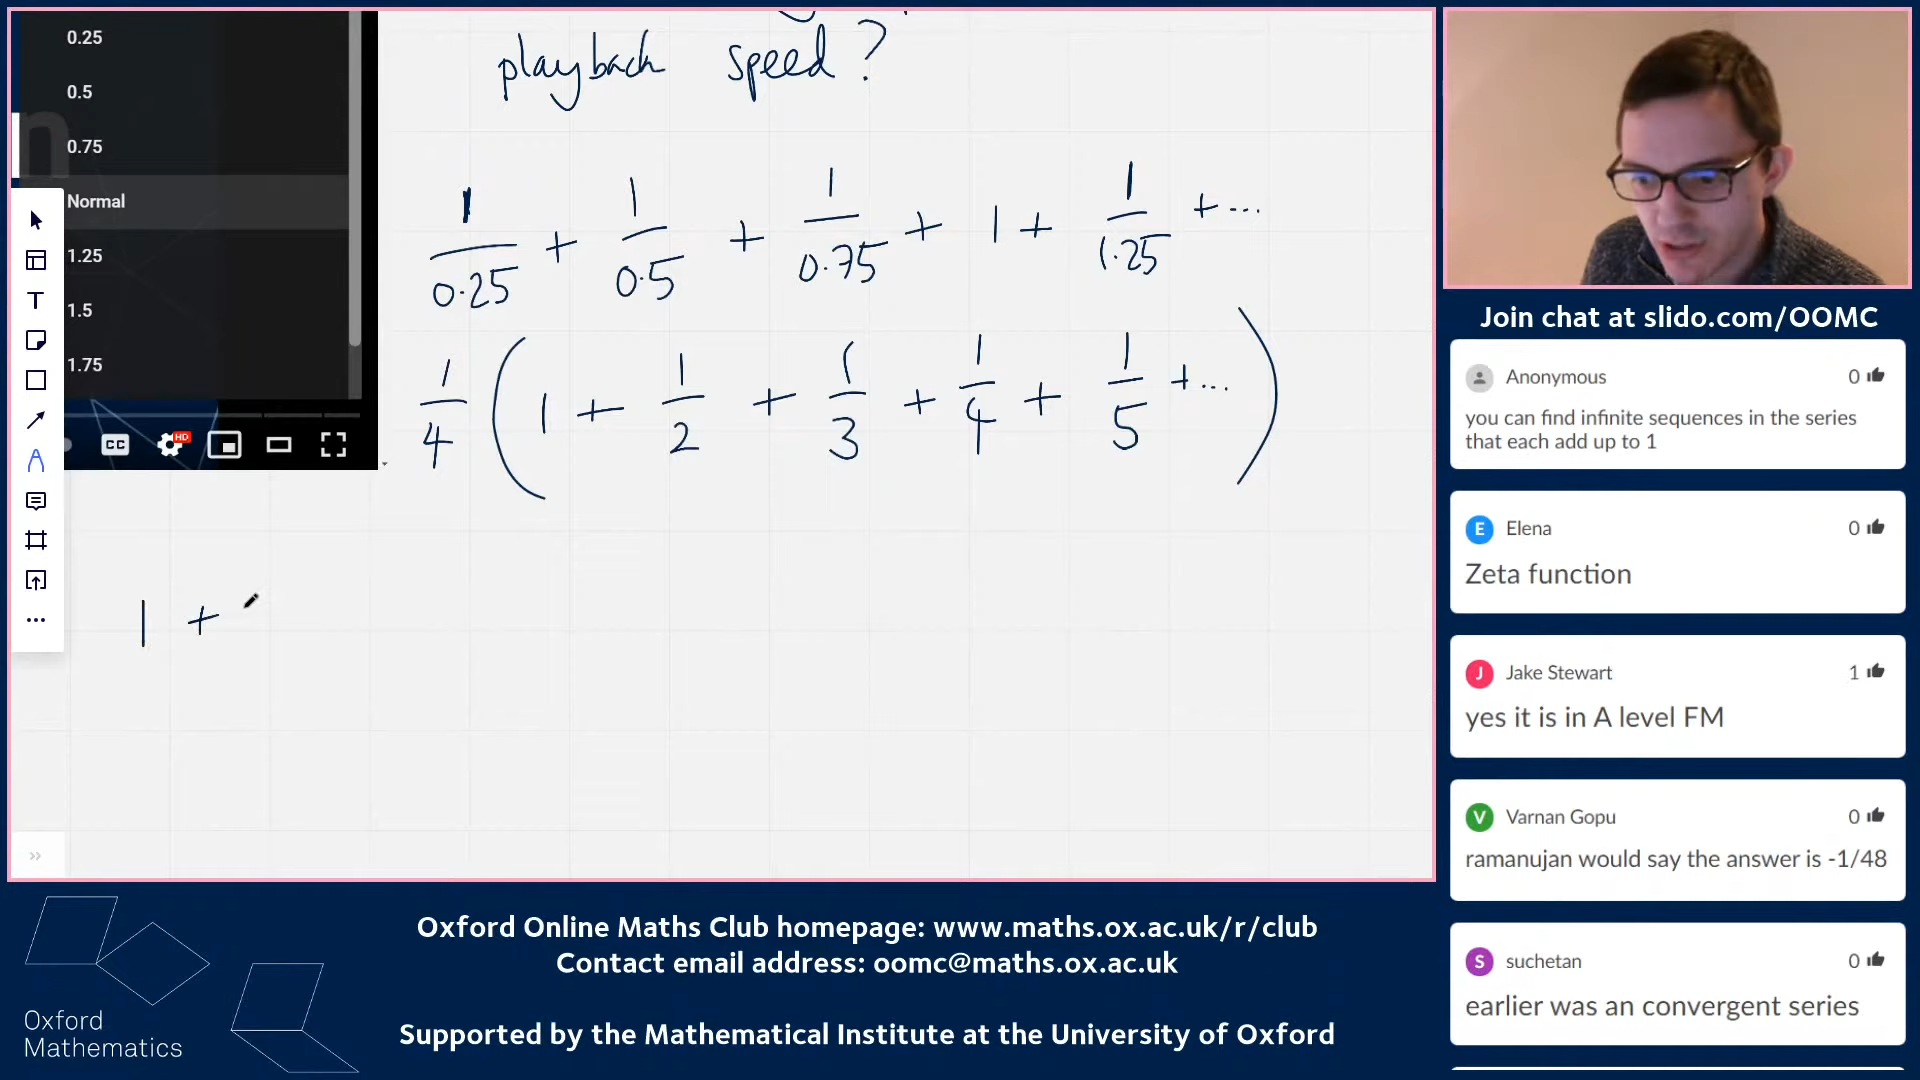 0.25
0.5
0.75
Normal
1.25
1.5
1.75
CC
HD
T
playback speed?
1/0.25 + 1/0.5 + 1/0.75 + 1 + 1/1.25 + ...
1/4 ( 1 + 1/2 + 1/3 + 1/4 + 1/5 + ... )
1 +
Join chat at slido.com/OOMC
Anonymous 0
you can find infinite sequences in the series
that each add up to 1
E Elena 0
Zeta function
J Jake Stewart 1
yes it is in A level FM
V Varnan Gopu 0
ramanujan would say the answer is -1/48
S suchetan 0
earlier was an convergent series
Oxford
Mathematics
Oxford Online Maths Club homepage: www.maths.ox.ac.uk/r/club
Contact email address: oomc@maths.ox.ac.uk
Supported by the Mathematical Institute at the University of Oxford